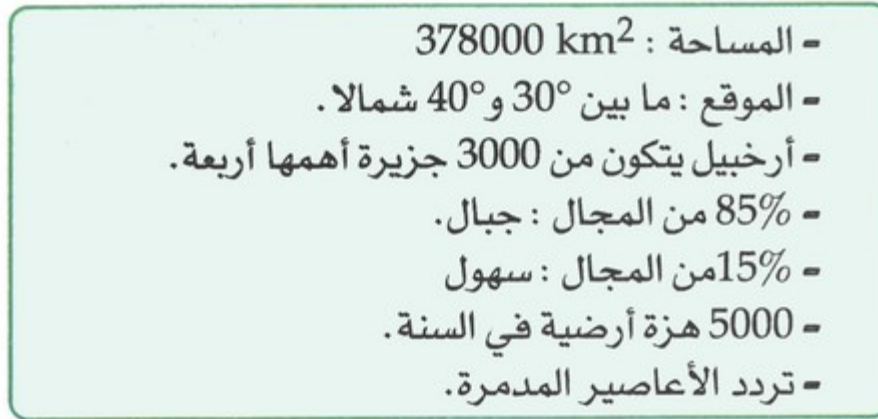 - المساحة : 378000 km²
- الموقع : ما بين °30 و°40 شمالا.
- أرخبيل يتكون من 3000 جزيرة أهمها أربعة.
- 85% من المجال : جبال.
- 15%من المجال : سهول
- 5000 هزة أرضية في السنة.
- تردد الأعاصير المدمرة.